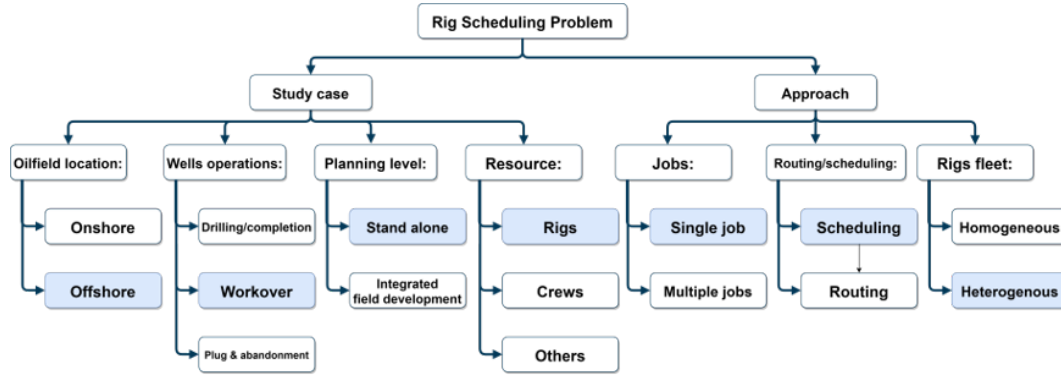 Rig Scheduling Problem
Study case
Approach
Oilfield location:
Wells operations:
Planning level:
Resource:
Jobs:
Routing/scheduling:
Rigs fleet:
Onshore
Drilling/completion
Stand alone
Rigs
Single job
Scheduling
Homogeneous
Offshore
Workover
Integrated
field development
Crews
Multiple jobs
Routing
Heterogenous
Plug & abandonment
Others